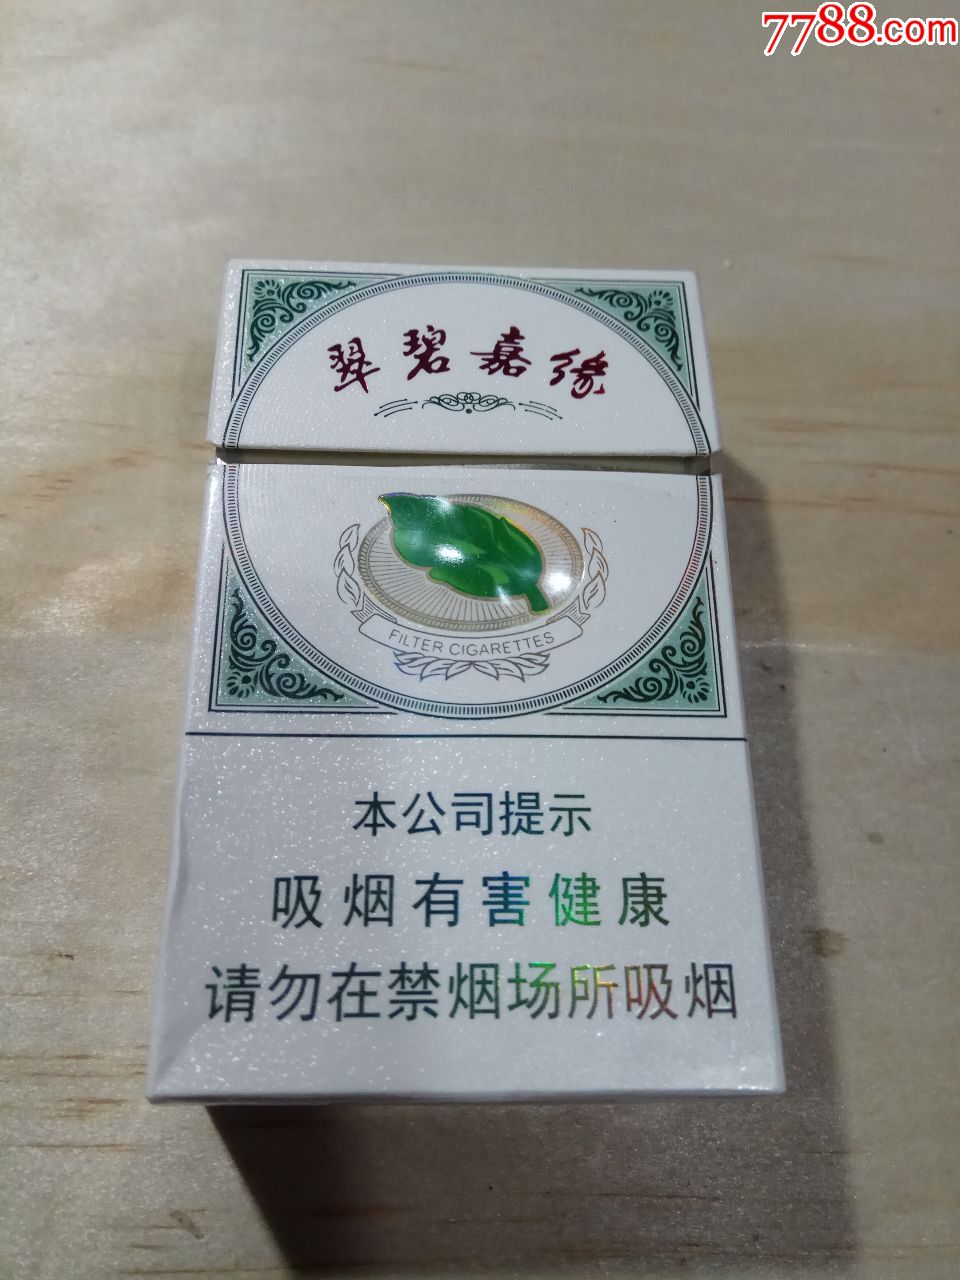 7788.com
翠碧嘉缘
FILTER CIGARETTES
本公司提示
吸烟有害健康
请勿在禁烟场所吸烟